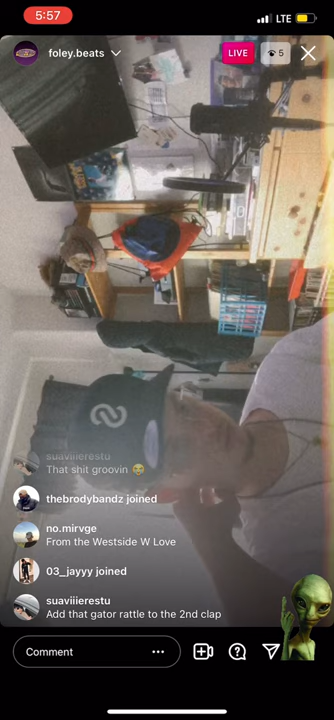 5:57
LTE
foley.beats
LIVE
5
suaviiierestu
That shit groovin 😭
thebrodybandz joined
no.mirvge
From the Westside W Love
03_jayyy joined
suaviiierestu
Add that gator rattle to the 2nd clap
Comment